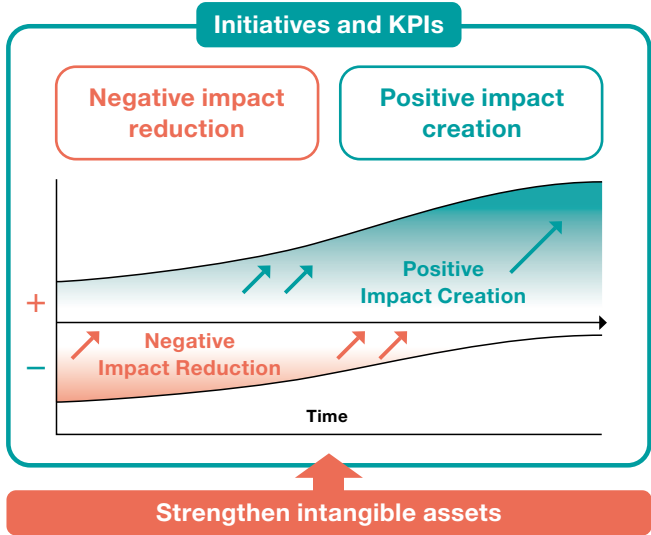 Initiatives and KPIs
Negative impact
reduction
Positive impact
creation
+
−
Positive
Impact Creation
Negative
Impact Reduction
Time
Strengthen intangible assets